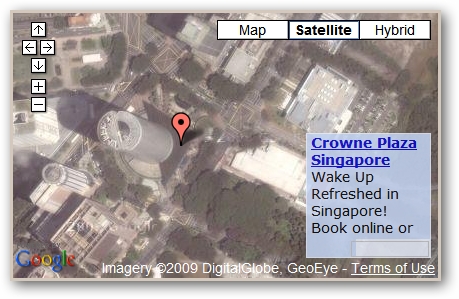 Map Satellite Hybrid
Crowne Plaza
Singapore
Wake Up
Refreshed in
Singapore!
Book online or
Google
Imagery ©2009 DigitalGlobe, GeoEye - Terms of Use